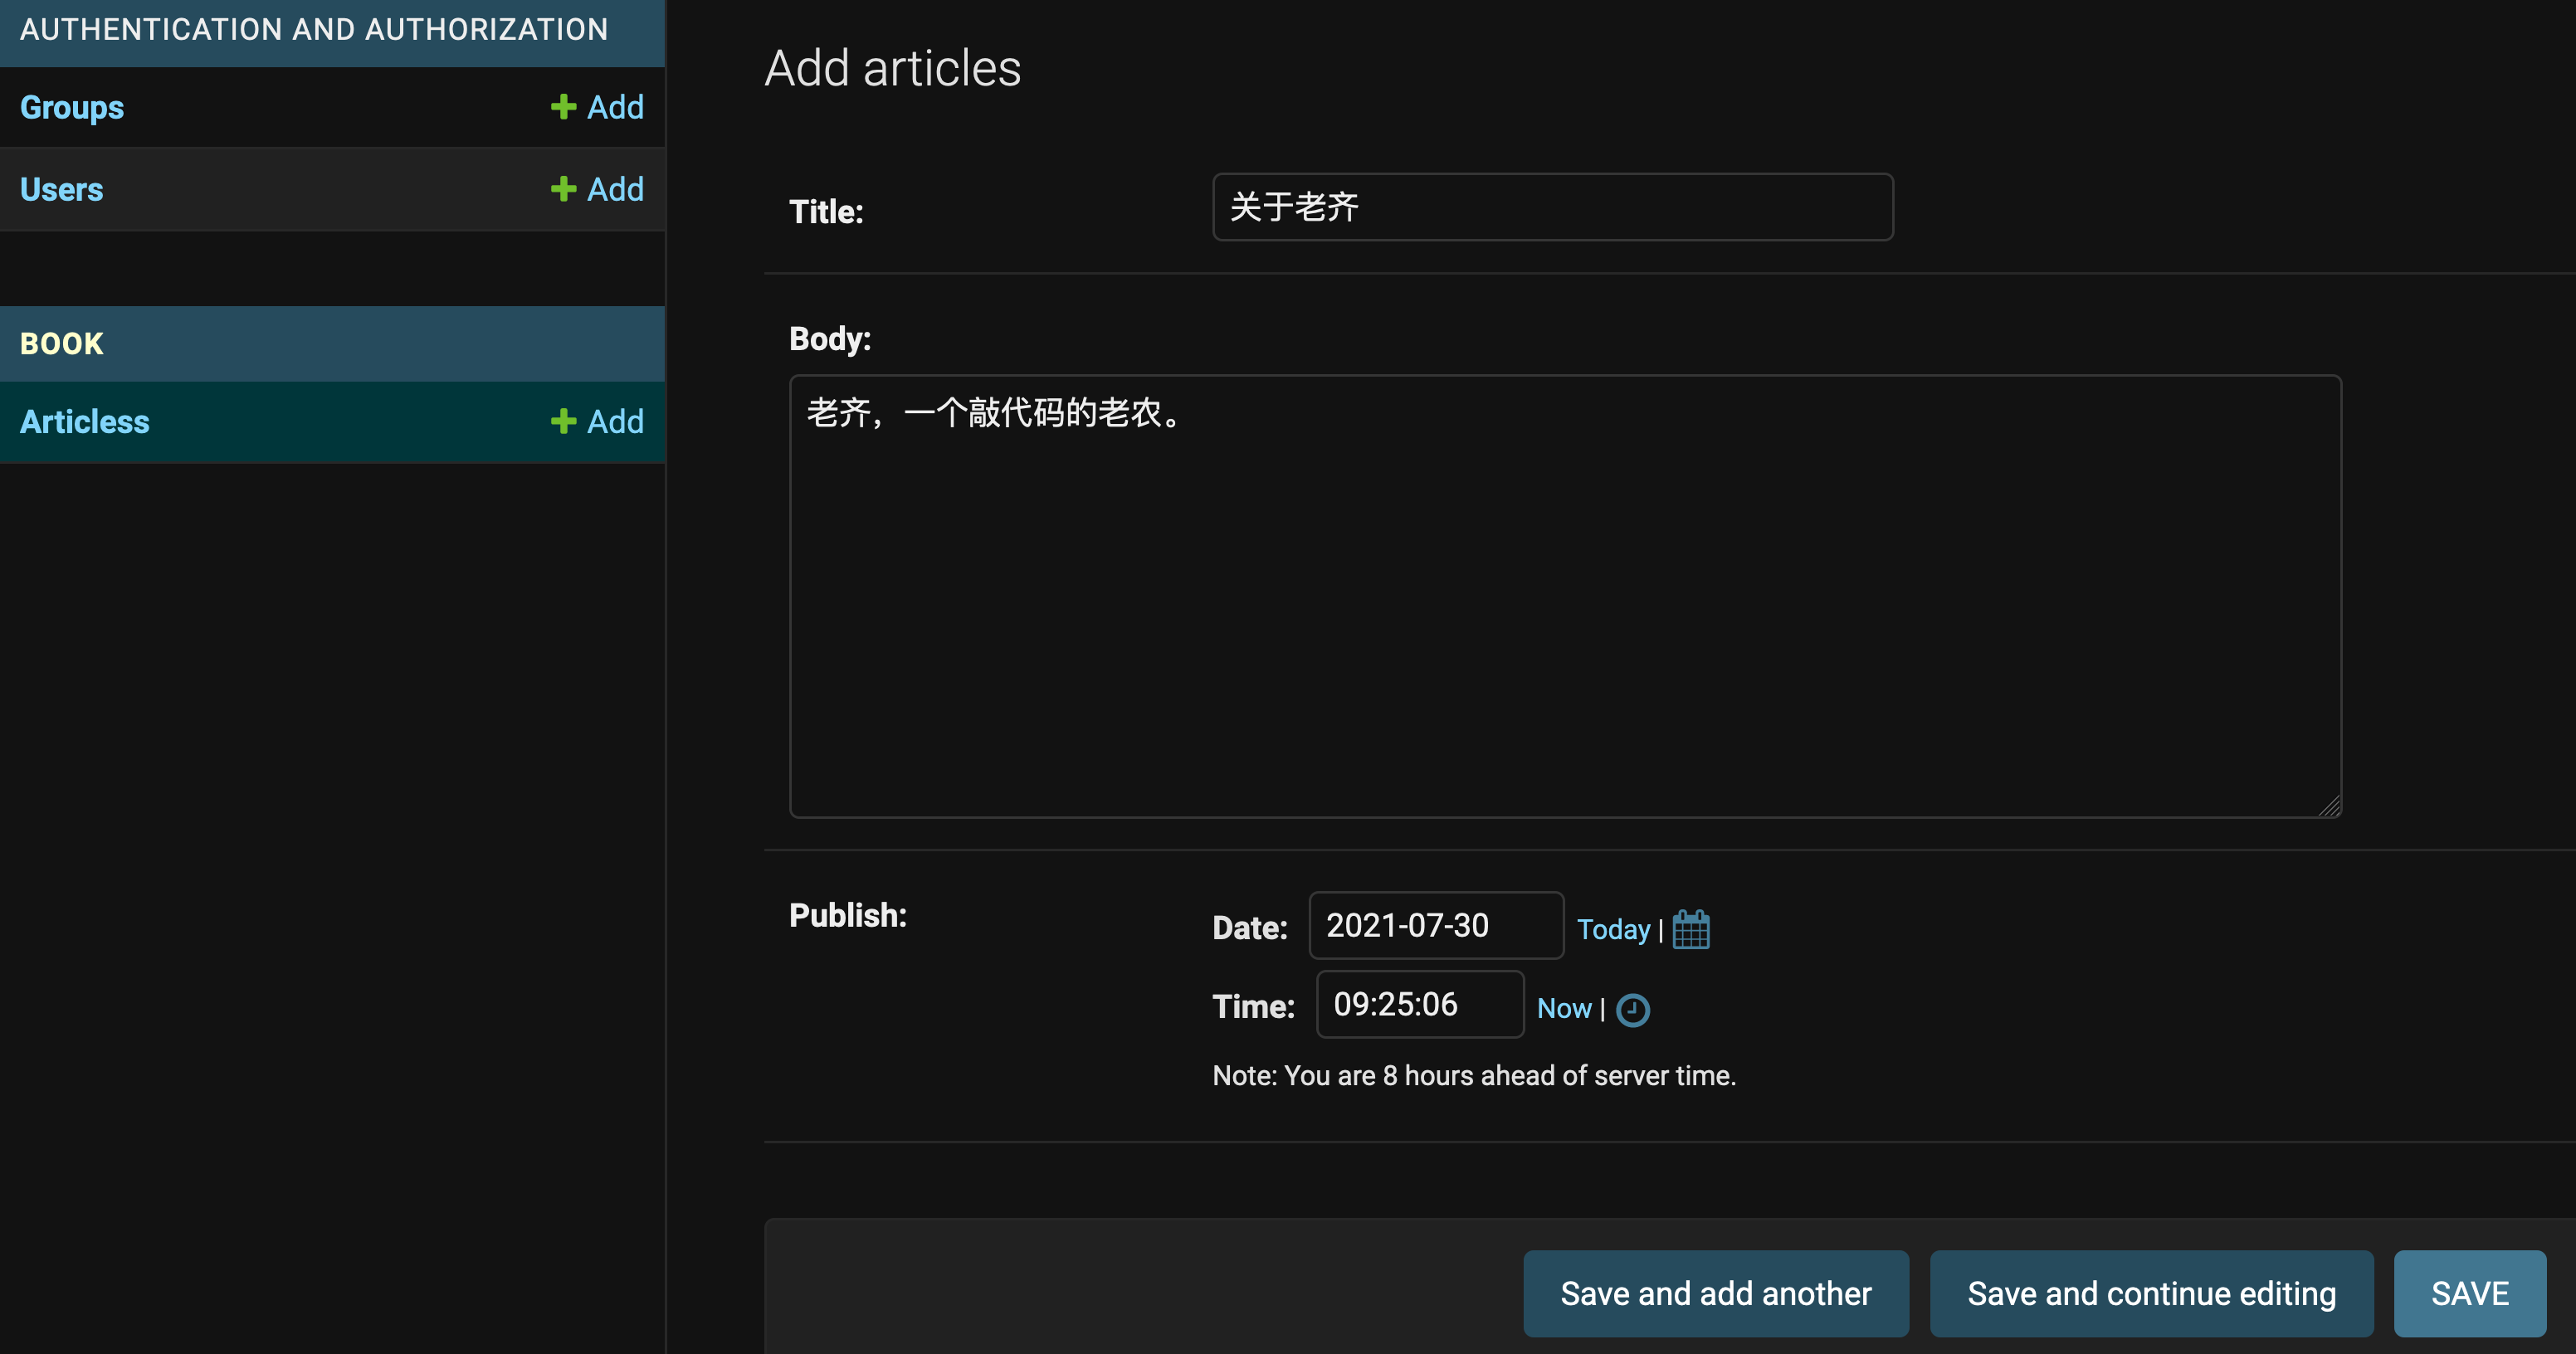 AUTHENTICATION AND AUTHORIZATION
Groups + Add
Users + Add
BOOK
Articless + Add
Add articles
Title: 关于老齐
Body:
老齐，一个敲代码的老农。
Publish:
Date: 2021-07-30 Today |
Time: 09:25:06 Now |
Note: You are 8 hours ahead of server time.
Save and add another Save and continue editing SAVE